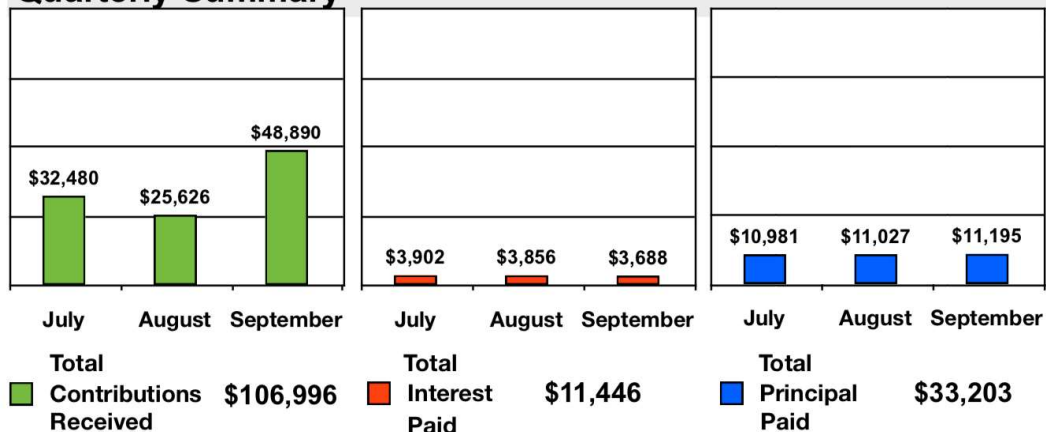 Quarterly Summary
$32,480 $25,626 $48,890
July August September
Total
Contributions $106,996
Received
$3,902 $3,856 $3,688
July August September
Total
Interest $11,446
Paid
$10,981 $11,027 $11,195
July August September
Total
Principal $33,203
Paid